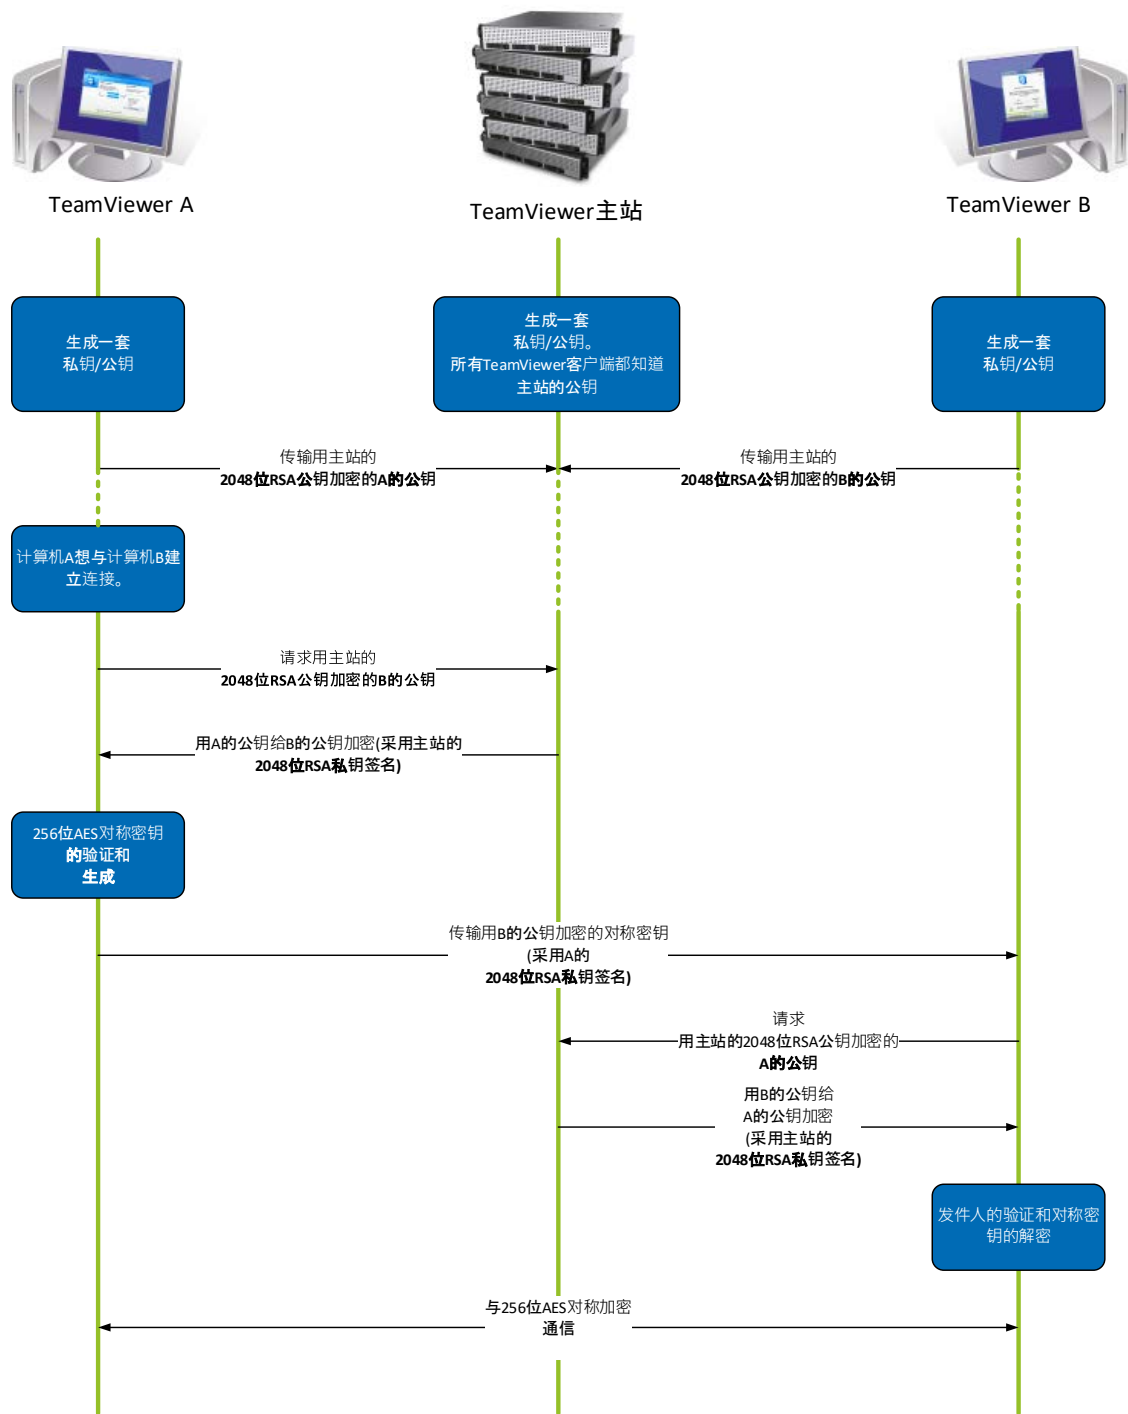 TeamViewer A
TeamViewer主站
TeamViewer B
生成一套
私钥/公钥
生成一套
私钥/公钥。
所有TeamViewer客户端都知道
主站的公钥
生成一套
私钥/公钥
传输用主站的
2048位RSA公钥加密的A的公钥
传输用主站的
2048位RSA公钥加密的B的公钥
计算机A想与计算机B建
立连接。
请求用主站的
2048位RSA公钥加密的B的公钥
用A的公钥给B的公钥加密(采用主站的
2048位RSA私钥签名)
256位AES对称密钥
的验证和
生成
传输用B的公钥加密的对称密钥
(采用A的
2048位RSA私钥签名)
请求
用主站的2048位RSA公钥加密的
A的公钥
用B的公钥给
A的公钥加密
(采用主站的
2048位RSA私钥签名)
发件人的验证和对称密
钥的解密
与256位AES对称加密
通信